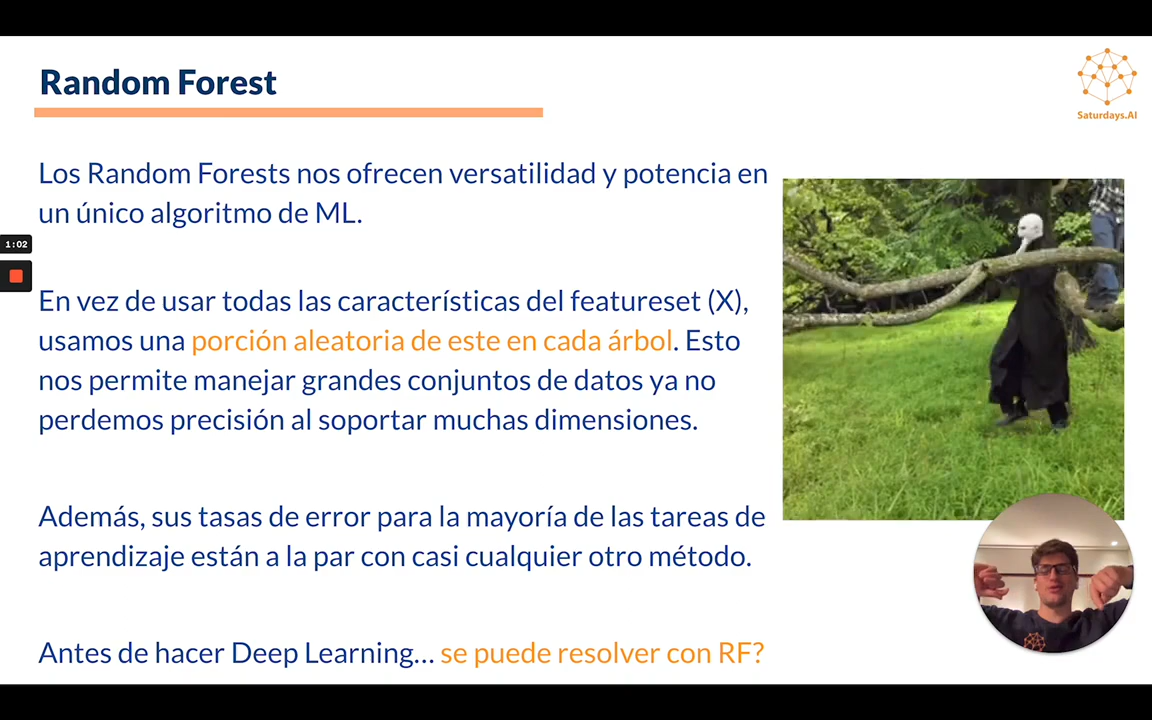 Random Forest
Saturdays.AI
Los Random Forests nos ofrecen versatilidad y potencia en
un único algoritmo de ML.
1:02
En vez de usar todas las características del featureset (X),
usamos una porción aleatoria de este en cada árbol. Esto
nos permite manejar grandes conjuntos de datos ya no
perdemos precisión al soportar muchas dimensiones.
Además, sus tasas de error para la mayoría de las tareas de
aprendizaje están a la par con casi cualquier otro método.
Antes de hacer Deep Learning... se puede resolver con RF?